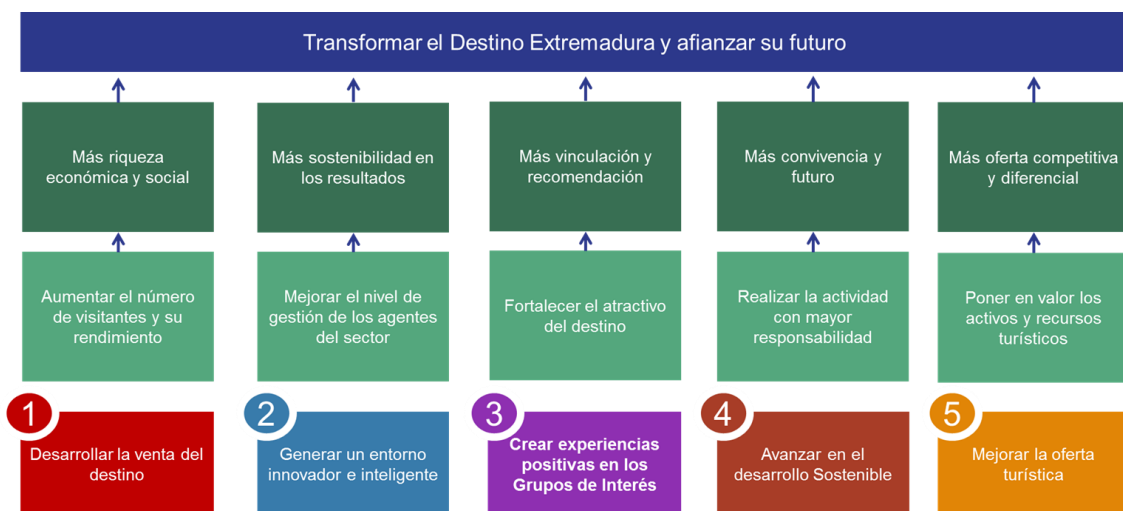 Transformar el Destino Extremadura y afianzar su futuro
Más riqueza
económica y social
Más sostenibilidad en
los resultados
Más vinculación y
recomendación
Más convivencia y
futuro
Más oferta competitiva
y diferencial
Aumentar el número
de visitantes y su
rendimiento
Mejorar el nivel de
gestión de los agentes
del sector
Fortalecer el atractivo
del destino
Realizar la actividad
con mayor
responsabilidad
Poner en valor los
activos y recursos
turísticos
1
Desarrollar la venta del
destino
2
Generar un entorno
innovador e inteligente
3
Crear experiencias
positivas en los
Grupos de Interés
4
Avanzar en el
desarrollo Sostenible
5
Mejorar la oferta
turística